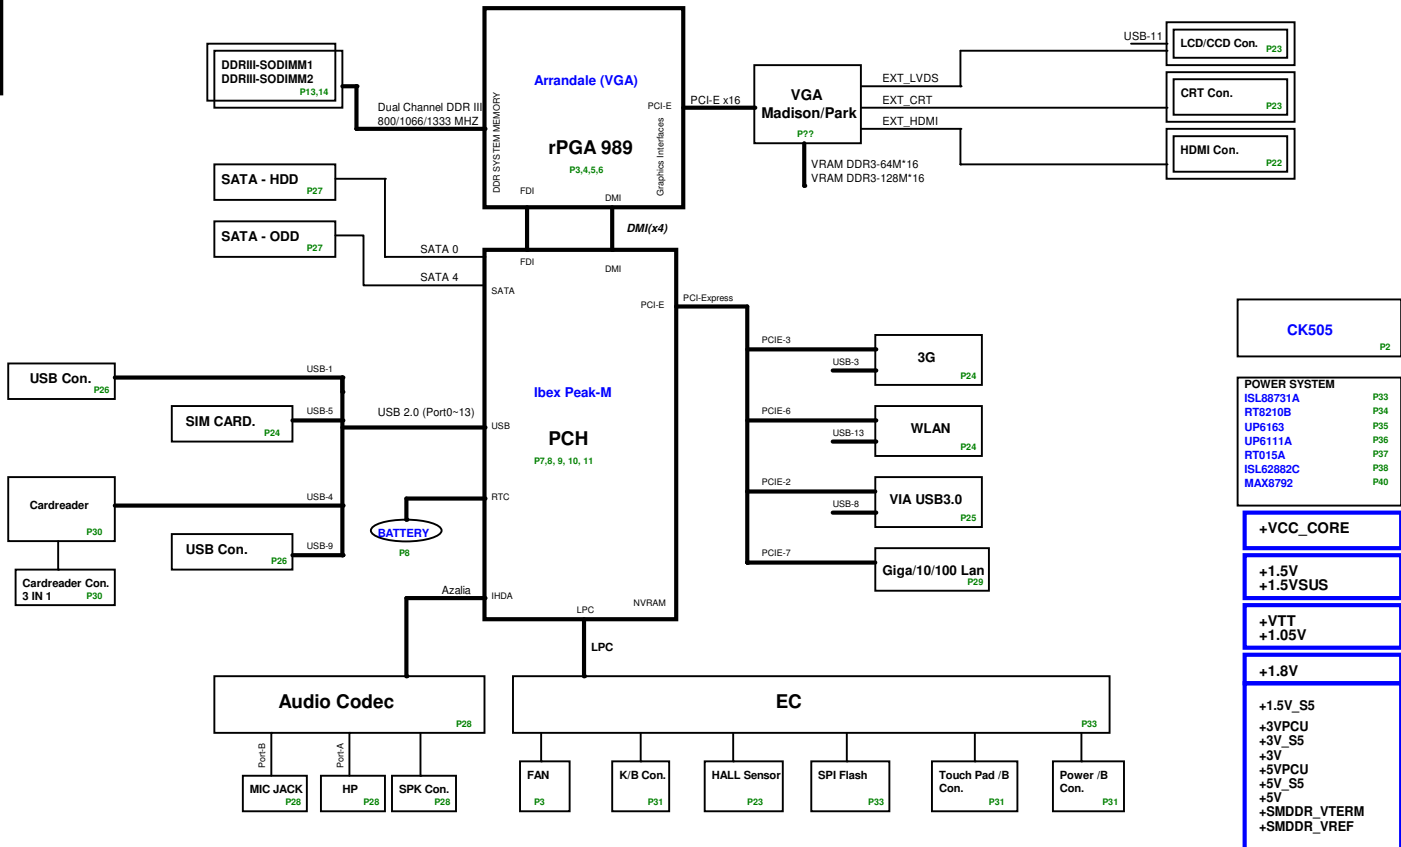 DDRIII-SODIMM1
DDRIII-SODIMM2
P13,14
Dual Channel DDR III
800/1066/1333 MHZ
DDR SYSTEM MEMORY
Arrandale (VGA)
rPGA 989
P3,4,5,6
PCI-E
Graphics Interfaces
FDI
DMI
PCI-E x16
VGA
Madison/Park
P??
VRAM DDR3-64M*16
VRAM DDR3-128M*16
EXT_LVDS
EXT_CRT
EXT_HDMI
USB-11
LCD/CCD Con.
P23
CRT Con.
P23
HDMI Con.
P22
SATA - HDD
P27
SATA - ODD
P27
SATA 0
SATA 4
DMI(x4)
FDI
DMI
SATA
PCI-E
PCI-Express
Ibex Peak-M
PCH
P7,8, 9, 10, 11
USB
RTC
IHDA
LPC
NVRAM
USB Con.
P26
USB-1
SIM CARD.
P24
USB-5
USB 2.0 (Port0~13)
Cardreader
P30
USB-4
USB Con.
P26
USB-9
Cardreader Con.
3 IN 1
P30
BATTERY
P8
Azalia
LPC
PCIE-3
USB-3
3G
P24
PCIE-6
USB-13
WLAN
P24
PCIE-2
USB-8
VIA USB3.0
P25
PCIE-7
Giga/10/100 Lan
P29
Audio Codec
P28
Port-B
Port-A
MIC JACK
P28
HP
P28
SPK Con.
P28
EC
P33
FAN
P3
K/B Con.
P31
HALL Sensor
P23
SPI Flash
P33
Touch Pad /B
Con.
P31
Power /B
Con.
P31
CK505
P2
POWER SYSTEM
ISL88731A P33
RT8210B P34
UP6163 P35
UP6111A P36
RT015A P37
ISL62882C P38
MAX8792 P40
+VCC_CORE
+1.5V
+1.5VSUS
+VTT
+1.05V
+1.8V
+1.5V_S5
+3VPCU
+3V_S5
+3V
+5VPCU
+5V_S5
+5V
+SMDDR_VTERM
+SMDDR_VREF